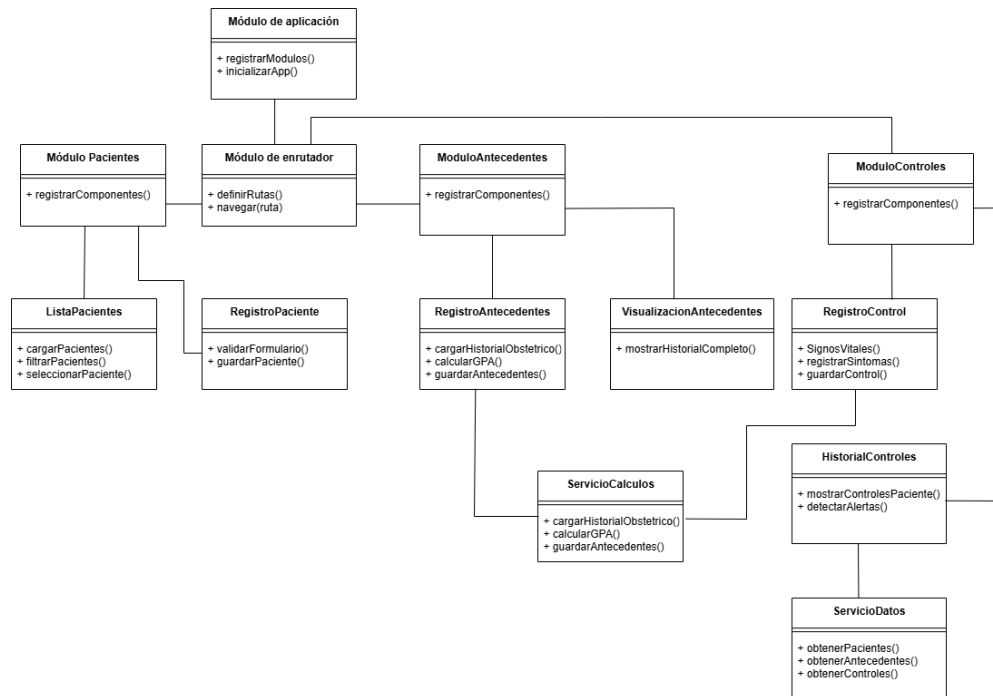 Módulo de aplicación
+ registrarModulos()
+ inicializarApp()
Módulo Pacientes
+ registrarComponentes()
Módulo de enrutador
+ definirRutas()
+ navegar(ruta)
ModuloAntecedentes
+ registrarComponentes()
ModuloControles
+ registrarComponentes()
ListaPacientes
+ cargarPacientes()
+ filtrarPacientes()
+ seleccionarPaciente()
RegistroPaciente
+ validarFormulario()
+ guardarPaciente()
RegistroAntecedentes
+ cargarHistorialObstetrico()
+ calcularGPA()
+ guardarAntecedentes()
VisualizacionAntecedentes
+ mostrarHistorialCompleto()
RegistroControl
+ SignosVitales()
+ registrarSintomas()
+ guardarControl()
ServicioCalculos
+ cargarHistorialObstetrico()
+ calcularGPA()
+ guardarAntecedentes()
HistorialControles
+ mostrarControlesPaciente()
+ detectarAlertas()
ServicioDatos
+ obtenerPacientes()
+ obtenerAntecedentes()
+ obtenerControles()